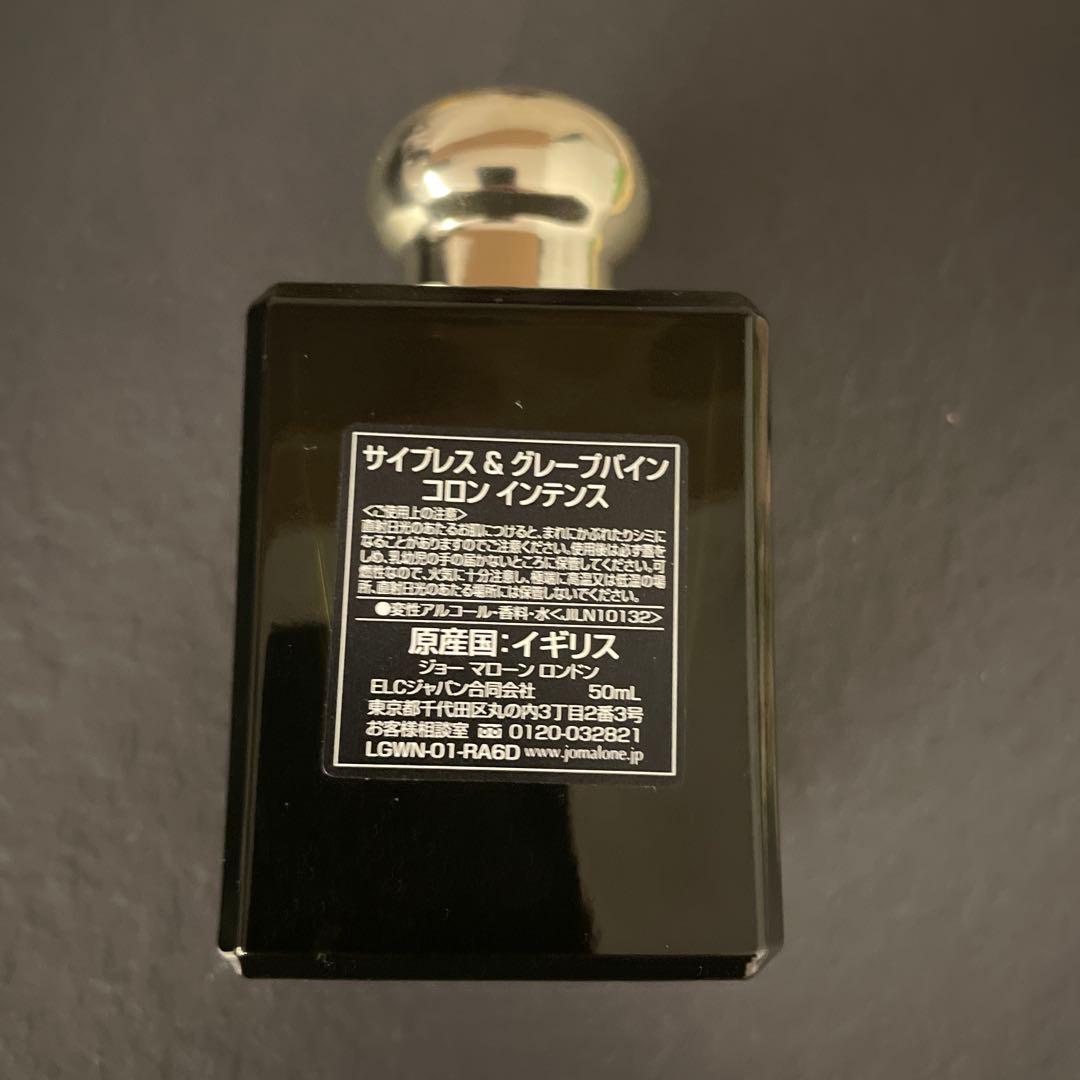 サイプレス & グレープバイン
コロン インテンス
<ご使用上の注意>
直射日光のあたるお肌につけると、まれにかぶれたりシミに
なることがありますのでご注意ください。使用後は必ず蓋を
しめ、乳幼児の手の届かないところに保管してください。可
燃性なので、火気に十分注意し、極端に高温又は低温の場
所、直射日光のあたる場所には保管しないでください。
●変性アルコール・香料・水<JILN10132>
原産国:イギリス
ジョー マローン ロンドン
ELCジャパン合同会社 50mL
東京都千代田区丸の内3丁目2番3号
お客様相談室 0120-032821
LGWN-01-RA6D www.jomalone.jp